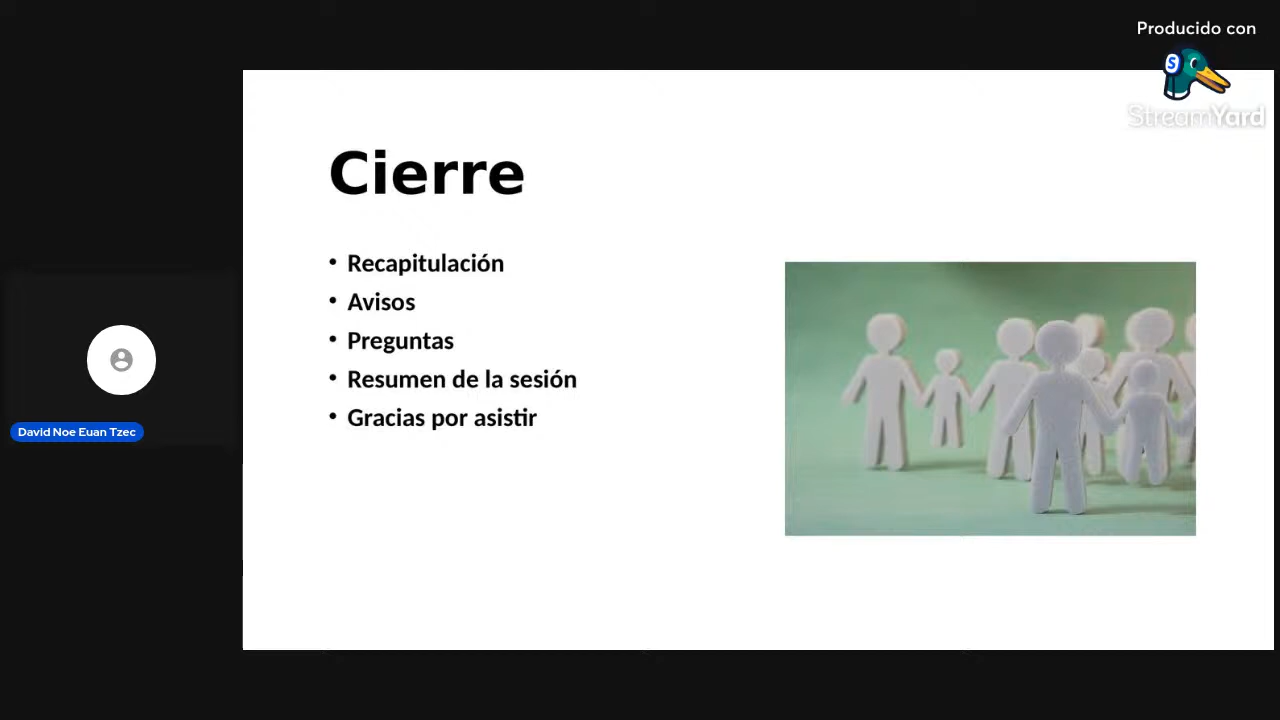 Producido con
S
StreamYard
Cierre
• Recapitulación
• Avisos
• Preguntas
• Resumen de la sesión
• Gracias por asistir
David Noe Euan Tzec